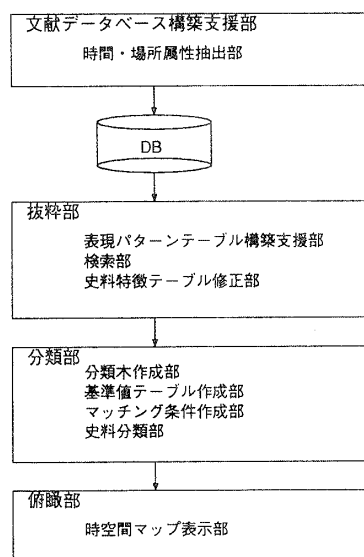 文献データベース構築支援部
時間・場所属性抽出部
DB
抜粋部
表現パターンテーブル構築支援部
検索部
史料特徴テーブル修正部
分類部
分類木作成部
基準値テーブル作成部
マッチング条件作成部
史料分類部
俯瞰部
時空間マップ表示部